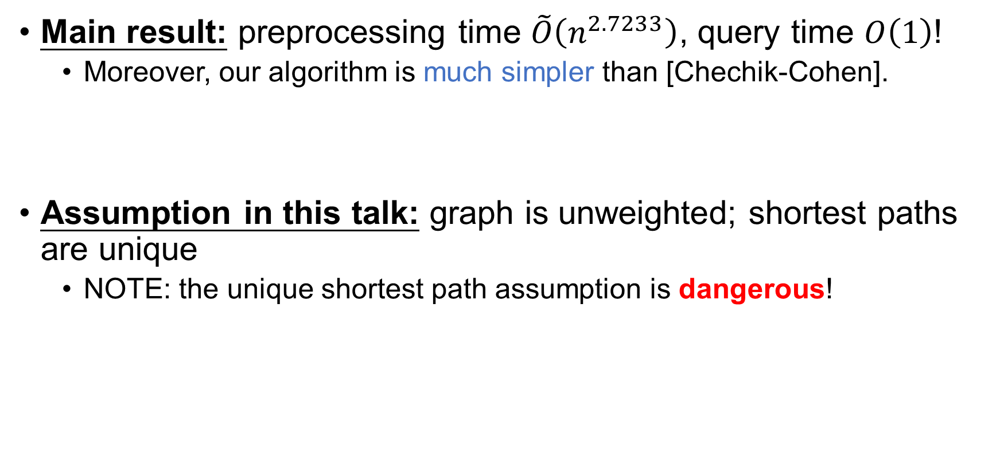 • Main result: preprocessing time Õ(n^2.7233), query time O(1)!
• Moreover, our algorithm is much simpler than [Chechik-Cohen].
• Assumption in this talk: graph is unweighted; shortest paths
are unique
• NOTE: the unique shortest path assumption is dangerous!